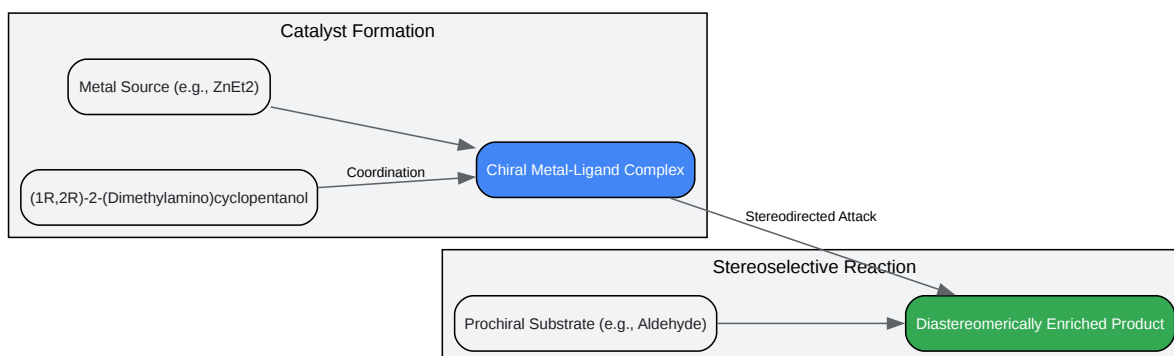 Catalyst Formation
Metal Source (e.g., ZnEt2)
(1R,2R)-2-(Dimethylamino)cyclopentanol
Coordination
Chiral Metal-Ligand Complex
Stereodirected Attack
Stereoselective Reaction
Prochiral Substrate (e.g., Aldehyde)
Diastereomerically Enriched Product